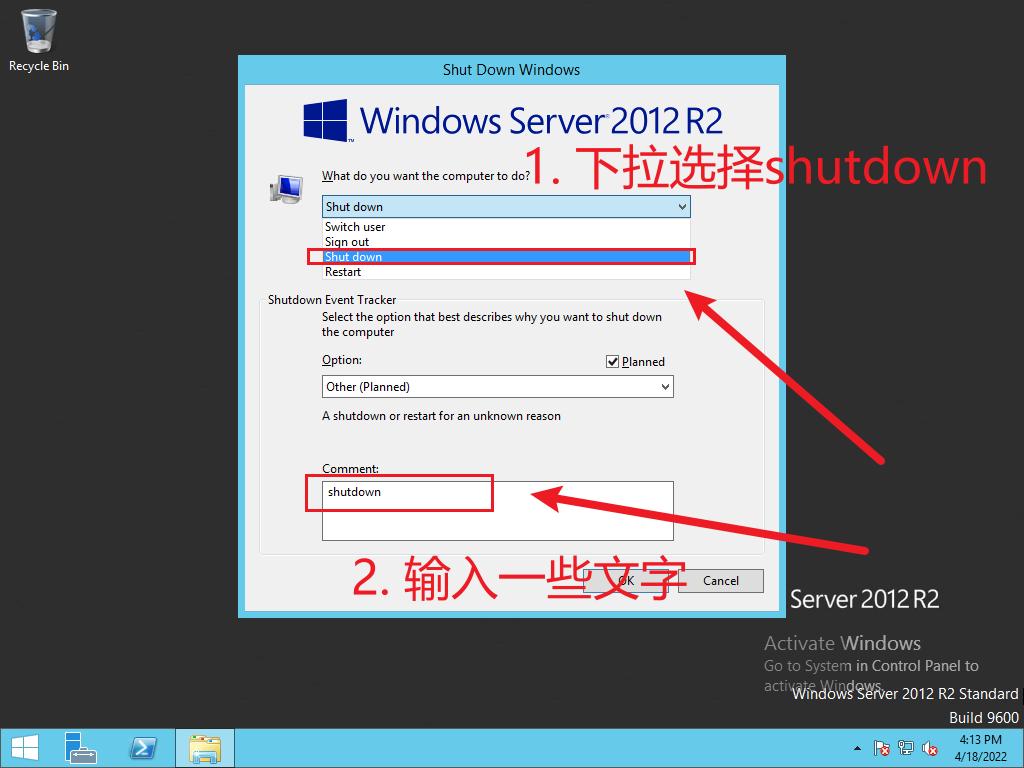 Recycle Bin
Shut Down Windows
Windows Server 2012 R2
1. 下拉选择shutdown
What do you want the computer to do?
Shut down
Switch user
Sign out
Shut down
Restart
Shutdown Event Tracker
Select the option that best describes why you want to shut down
the computer
Option:
Planned
Other (Planned)
A shutdown or restart for an unknown reason
Comment:
shutdown
2. 输入一些文字
OK
Cancel
Server 2012 R2
Activate Windows
Go to System in Control Panel to
activate Windows.
Windows Server 2012 R2 Standard
Build 9600
4:13 PM
4/18/2022